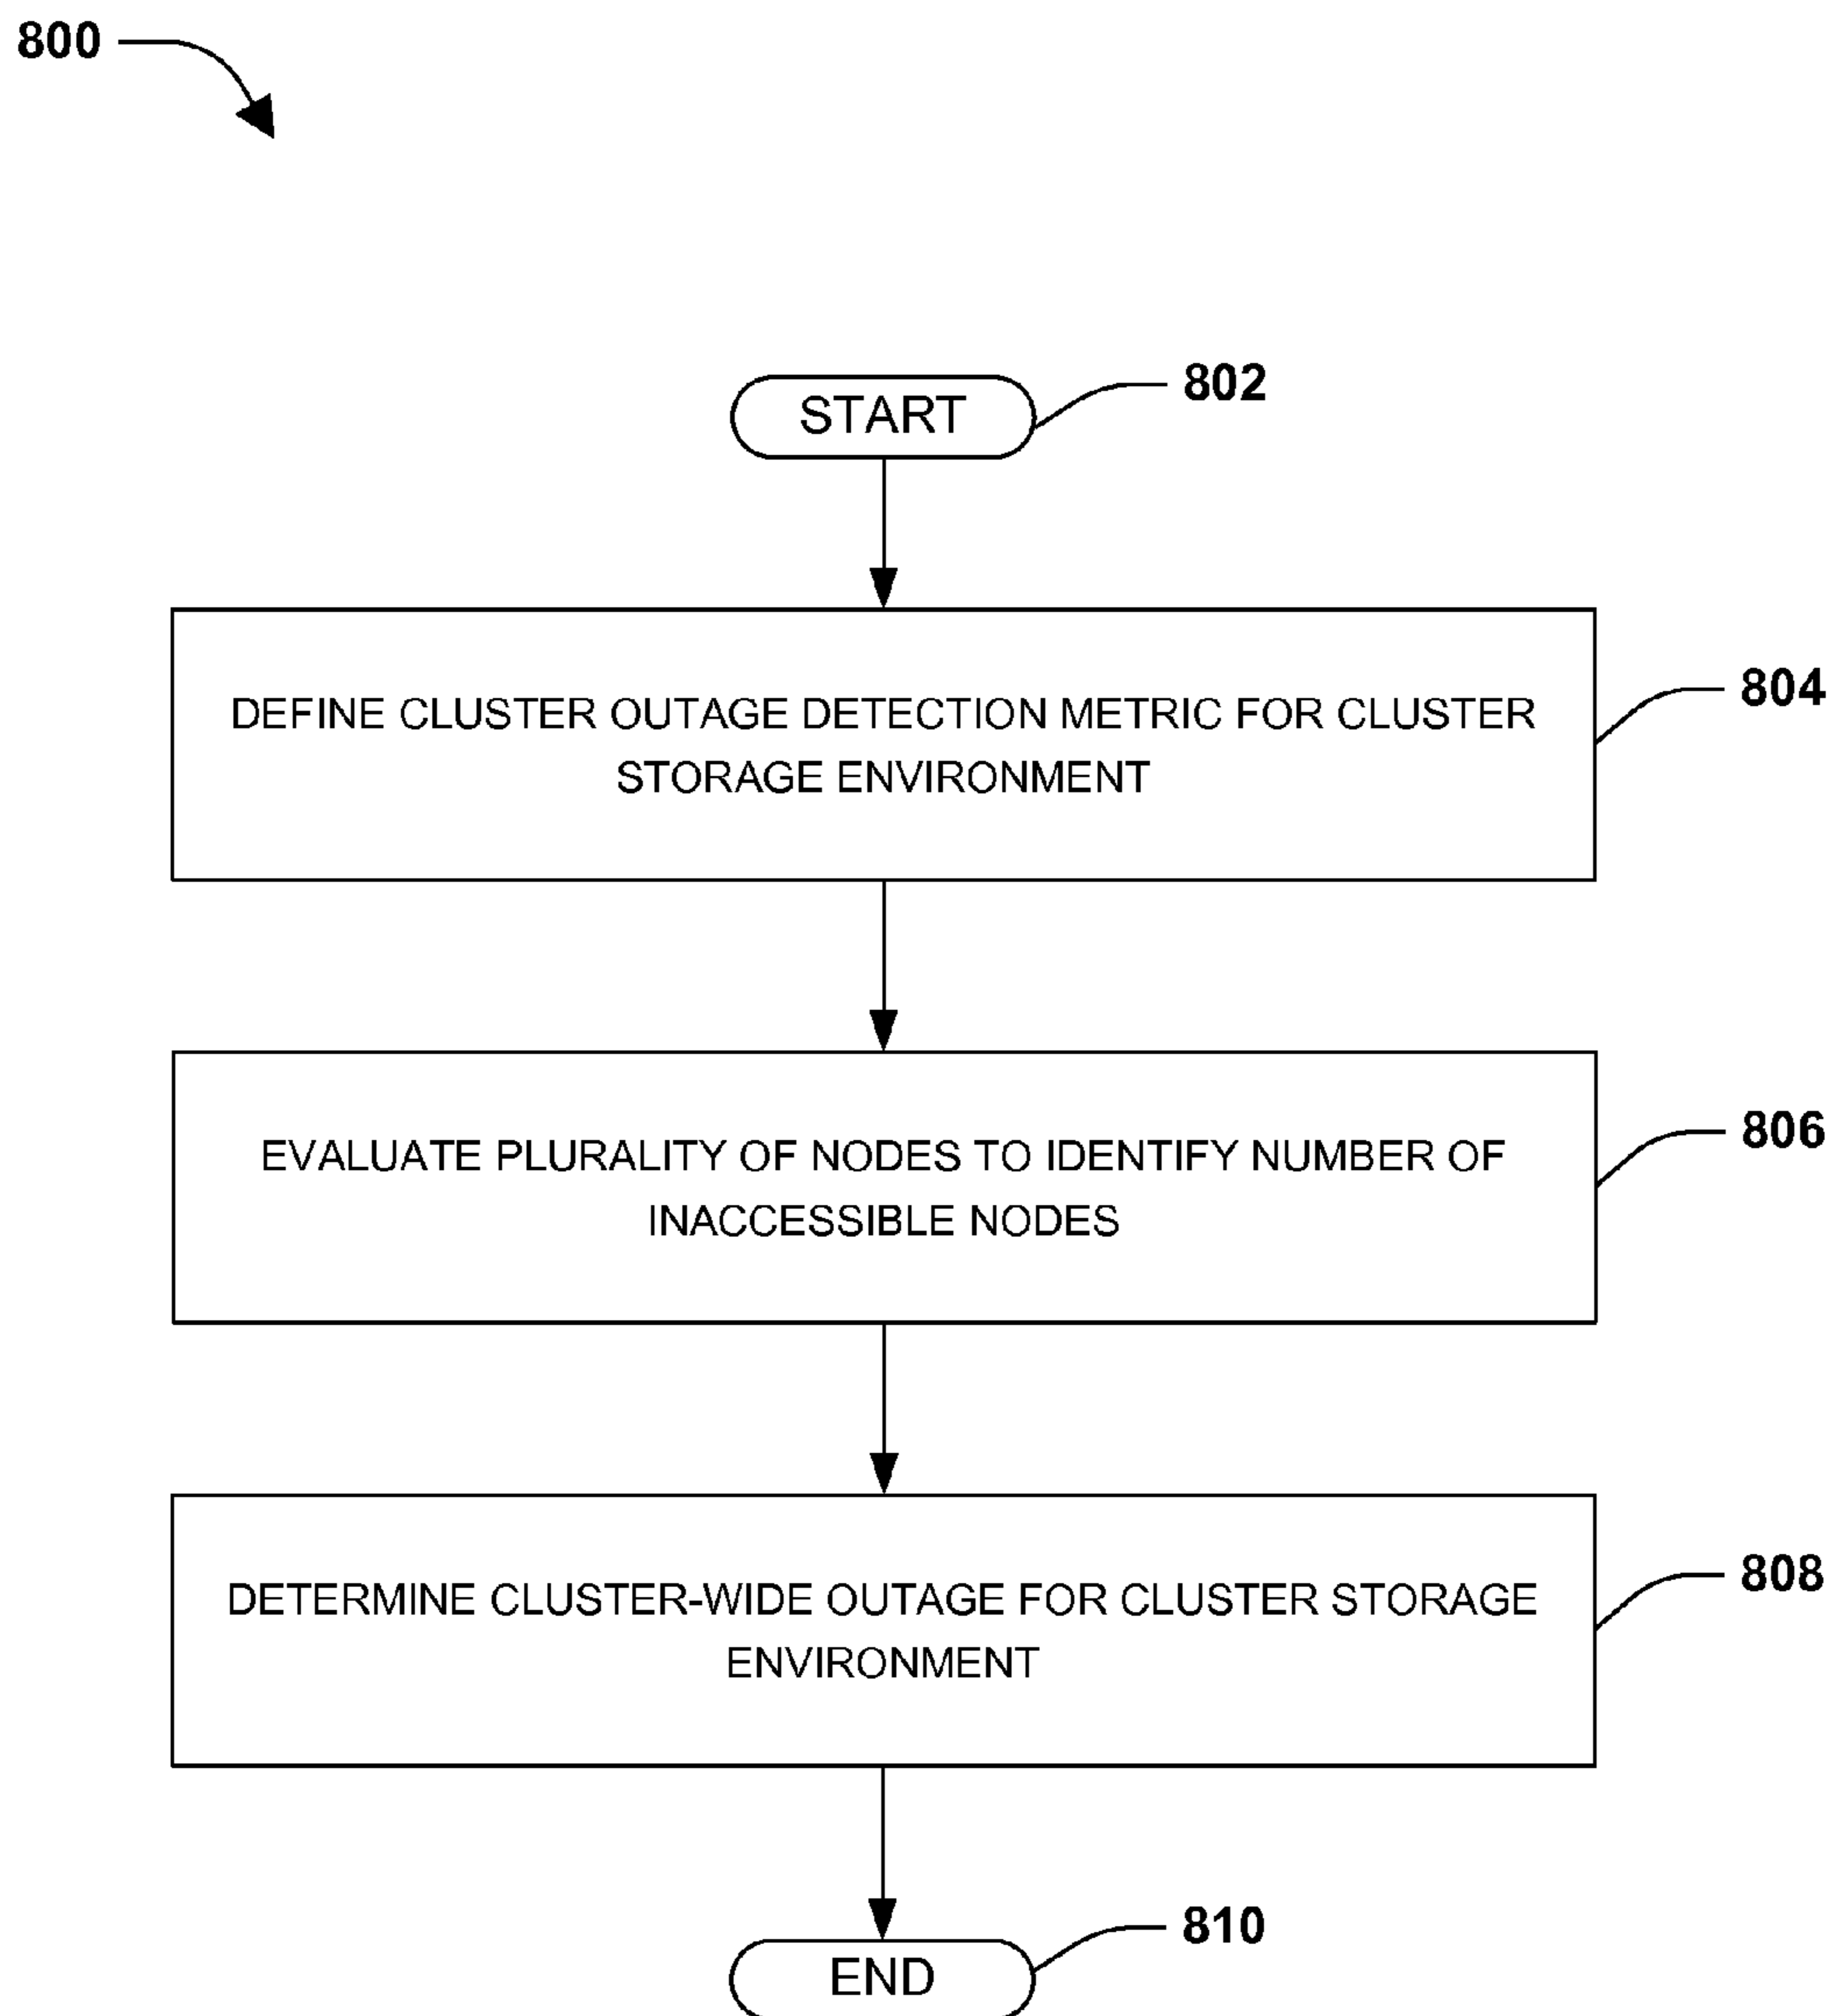 800
START
802
DEFINE CLUSTER OUTAGE DETECTION METRIC FOR CLUSTER
STORAGE ENVIRONMENT
804
EVALUATE PLURALITY OF NODES TO IDENTIFY NUMBER OF
INACCESSIBLE NODES
806
DETERMINE CLUSTER-WIDE OUTAGE FOR CLUSTER STORAGE
ENVIRONMENT
808
END
810